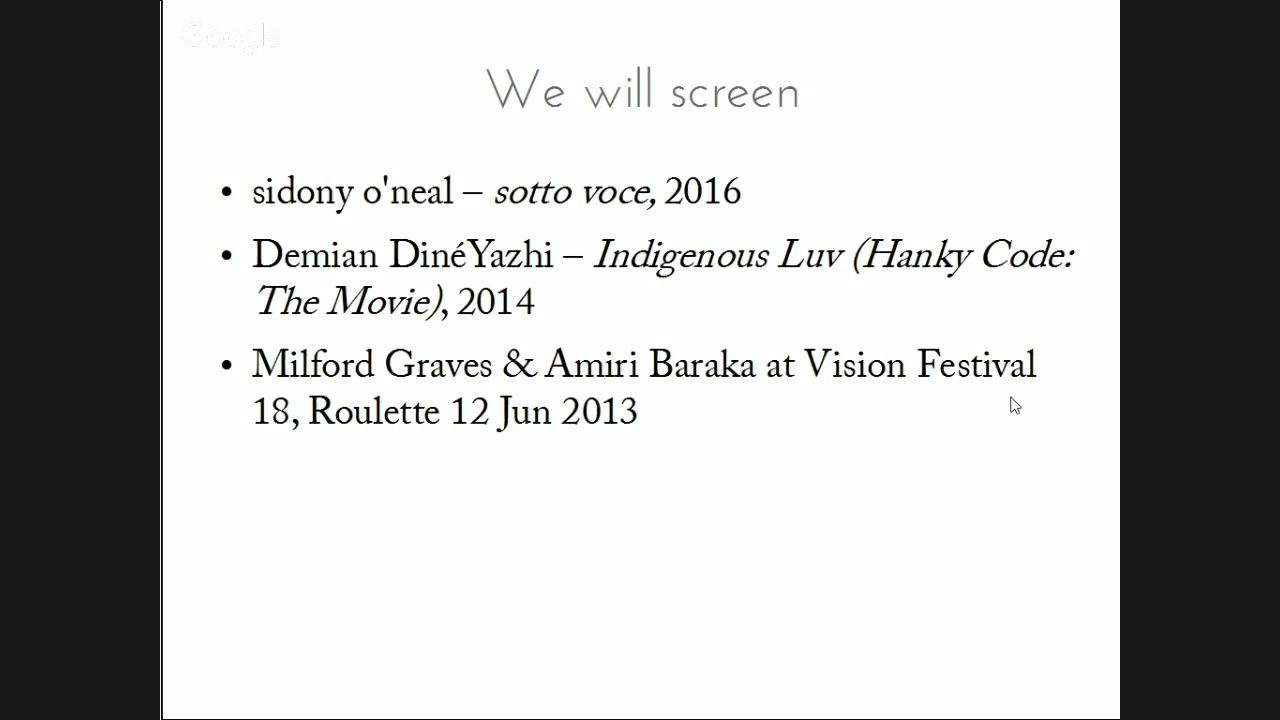 Google
We will screen
• sidony o'neal – sotto voce, 2016
• Demian DinéYazhi – Indigenous Luv (Hanky Code:
The Movie), 2014
• Milford Graves & Amiri Baraka at Vision Festival
18, Roulette 12 Jun 2013